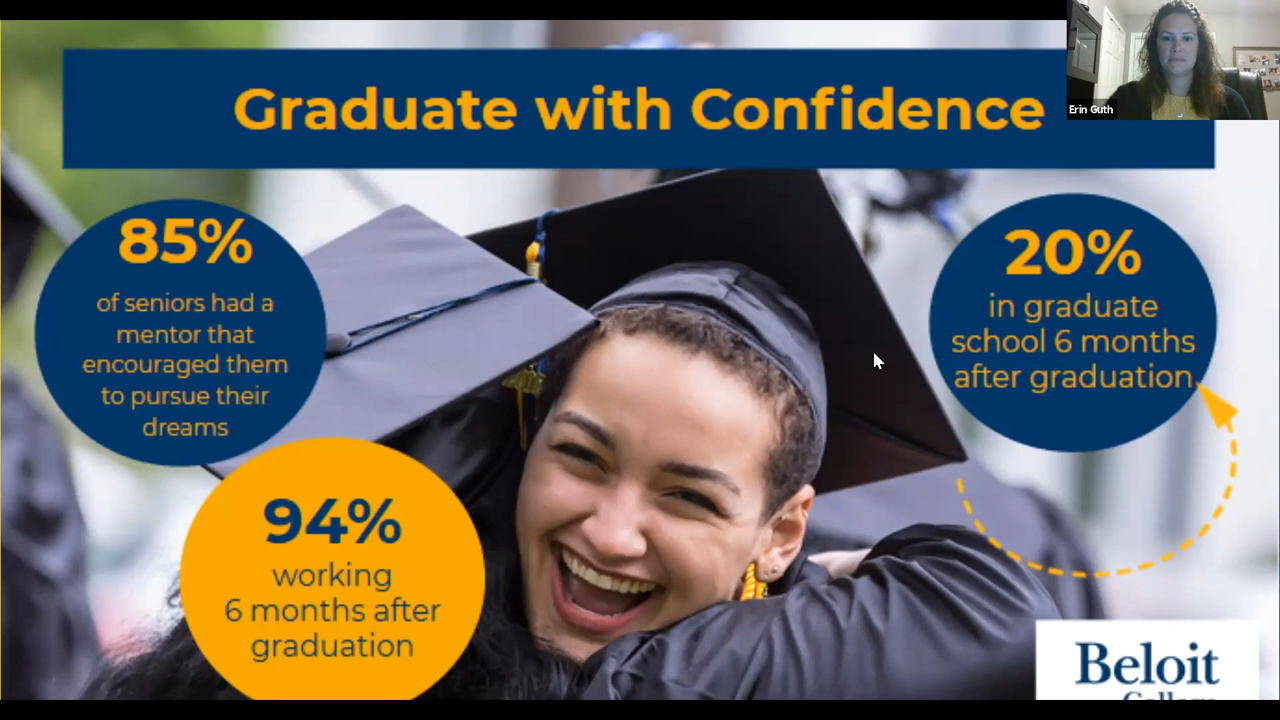 Graduate with Confidence
Erin Guth
85%
of seniors had a
mentor that
encouraged them
to pursue their
dreams
20%
in graduate
school 6 months
after graduation
94%
working
6 months after
graduation
Beloit
College